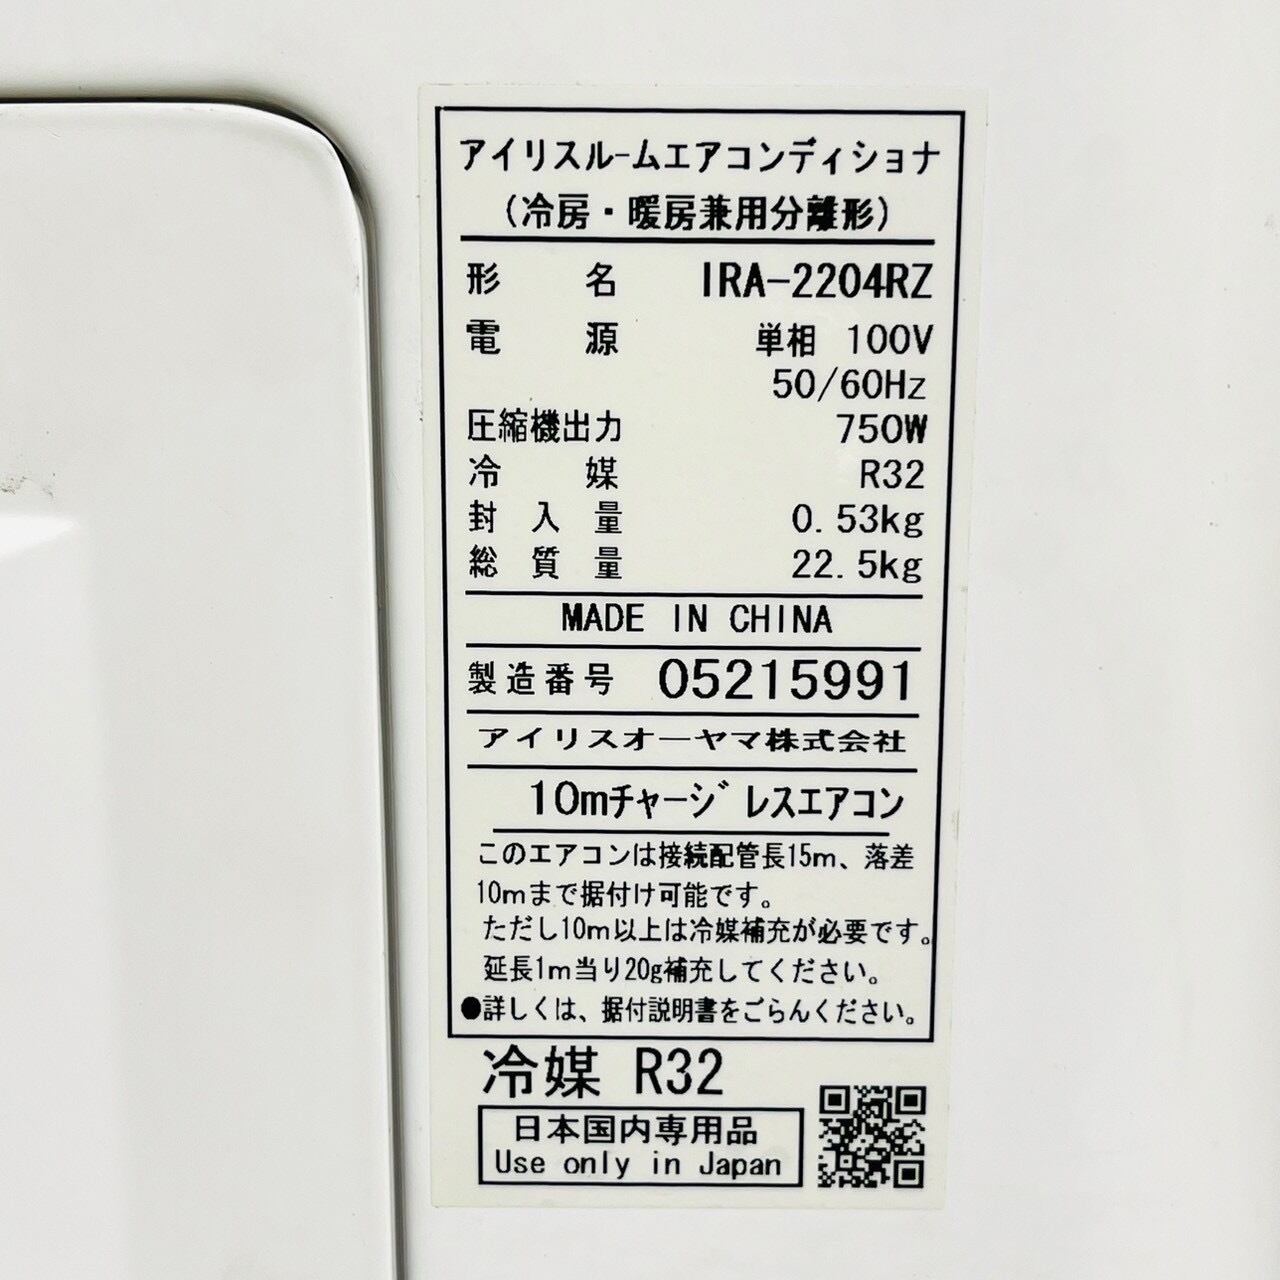 アイリスルームエアコンディショナ
(冷房・暖房兼用分離形)
形名 IRA-2204RZ
電源 単相 100V
50/60Hz
圧縮機出力 750W
冷媒 R32
封入量 0.53kg
総質量 22.5kg
MADE IN CHINA
製造番号 05215991
アイリスオーヤマ株式会社
10mチャージレスエアコン
このエアコンは接続配管長15m、落差
10mまで据付け可能です。
ただし10m以上は冷媒補充が必要です。
延長1m当り20g補充してください。
●詳しくは、据付説明書をごらんください。
冷媒 R32
日本国内専用品
Use only in Japan